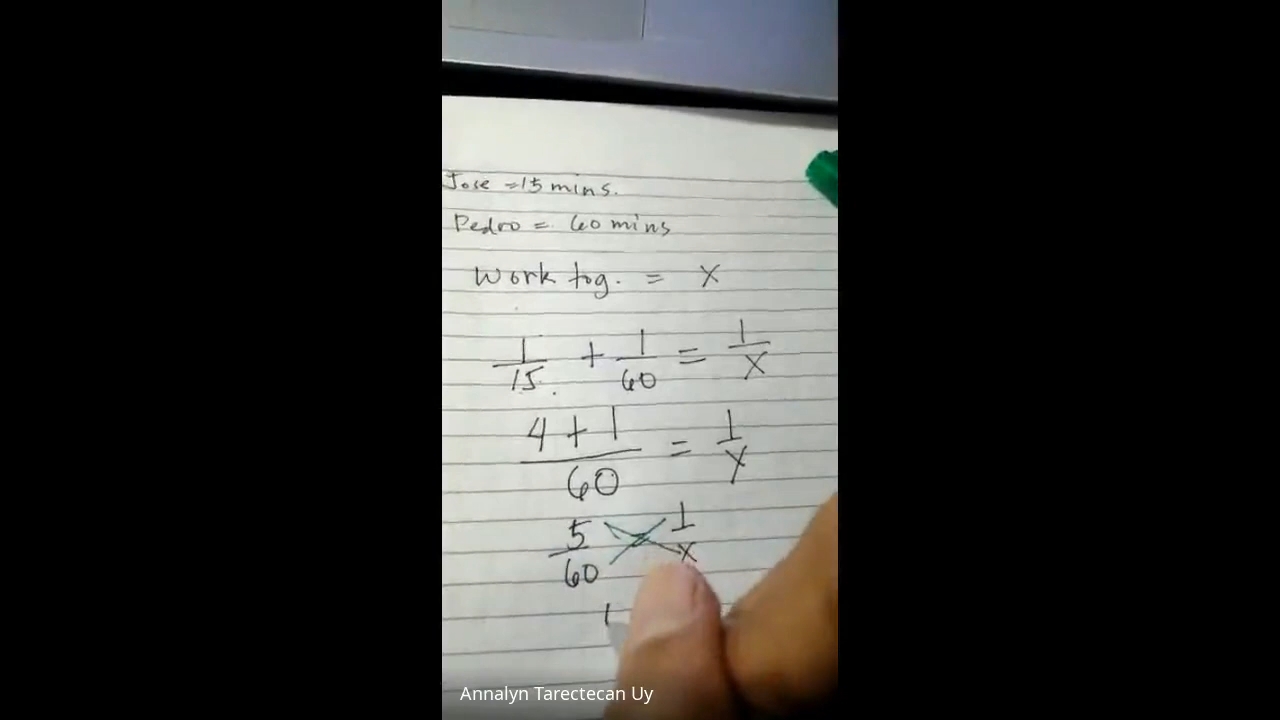 Jose = 15 mins.
Pedro = 60 mins
Work tog. = X
1/15 + 1/60 = 1/X
4 + 1/60 = 1/X
5/60 = 1/X
Annalyn Tarectecan Uy